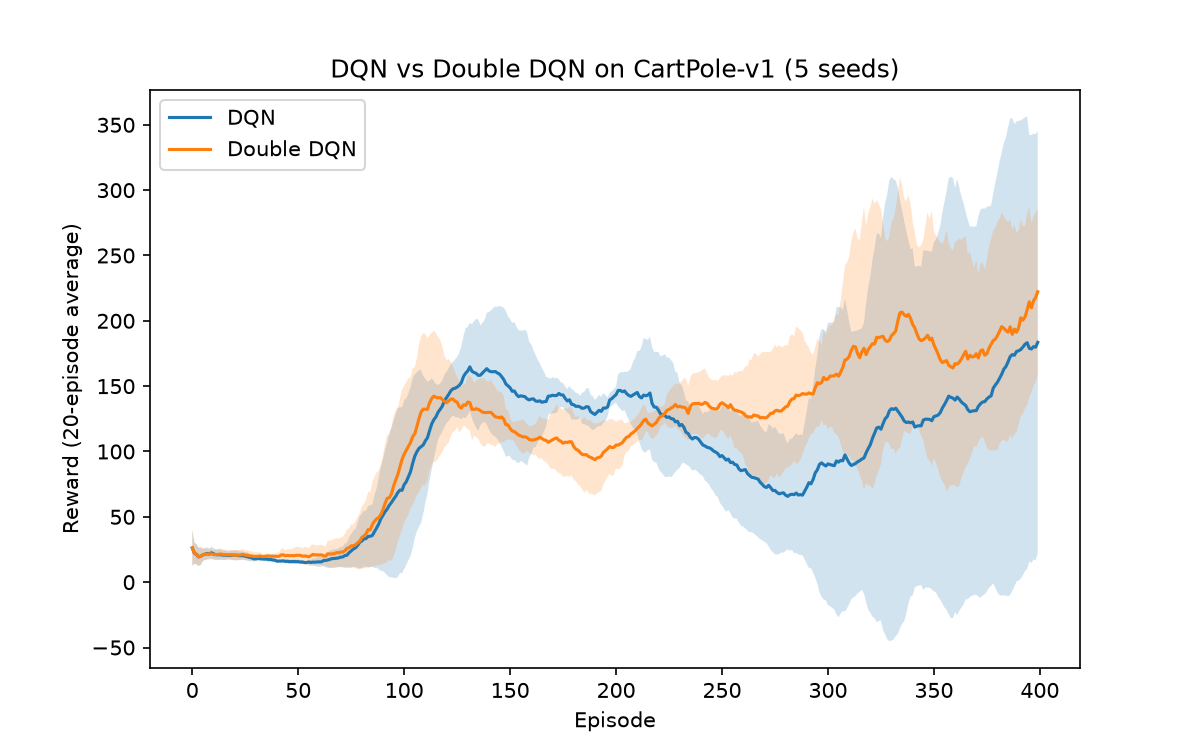 DQN vs Double DQN on CartPole-v1 (5 seeds)
DQN
Double DQN
350
300
250
200
150
100
50
0
−50
Reward (20-episode average)
0 50 100 150 200 250 300 350 400
Episode